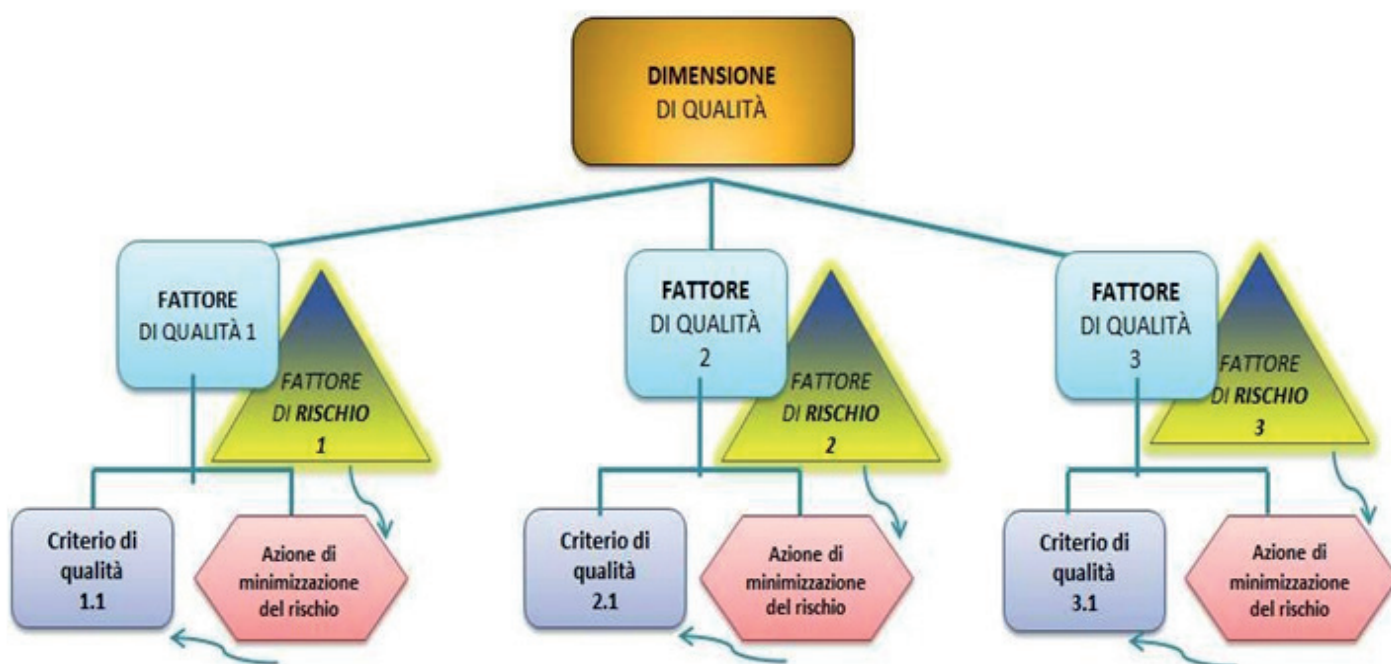 DIMENSIONE
DI QUALITÀ
FATTORE
DI QUALITÀ 1
FATTORE
DI RISCHIO
1
FATTORE
DI QUALITÀ
2
FATTORE
DI RISCHIO
2
FATTORE
DI QUALITÀ
3
FATTORE
DI RISCHIO
3
Criterio di
qualità
1.1
Azione di
minimizzazione
del rischio
Criterio di
qualità
2.1
Azione di
minimizzazione
del rischio
Criterio di
qualità
3.1
Azione di
minimizzazione
del rischio